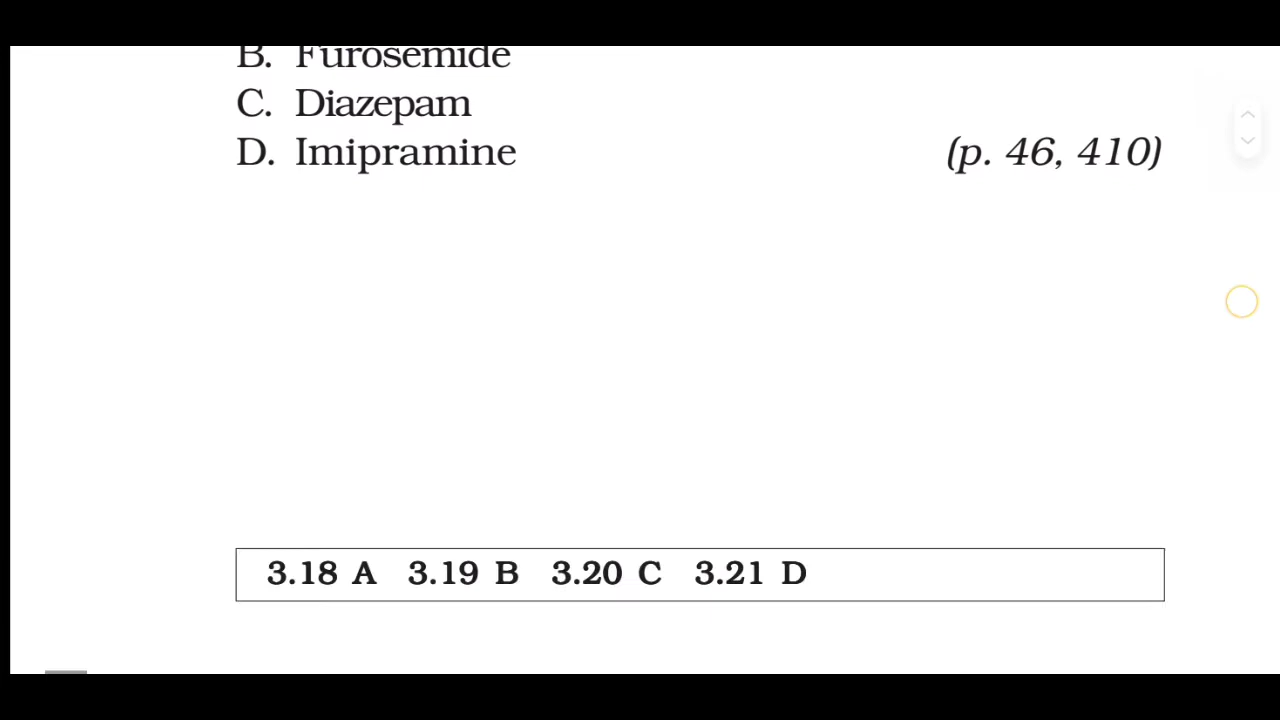 B. Furosemide
C. Diazepam
D. Imipramine (p. 46, 410)
3.18 A 3.19 B 3.20 C 3.21 D